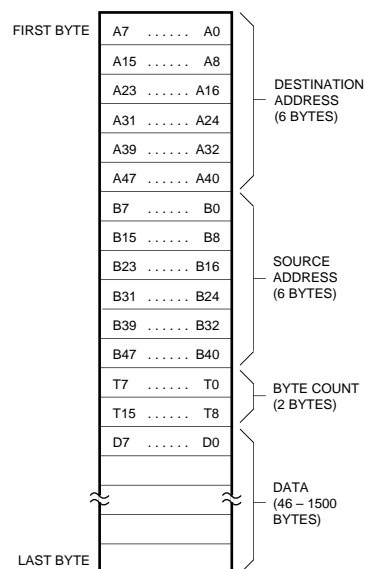 FIRST BYTE
A7 ...... A0
A15 ...... A8
A23 ...... A16
A31 ...... A24
A39 ...... A32
A47 ...... A40
DESTINATION
ADDRESS
(6 BYTES)
B7 ...... B0
B15 ...... B8
B23 ...... B16
B31 ...... B24
B39 ...... B32
B47 ...... B40
SOURCE
ADDRESS
(6 BYTES)
T7 ...... T0
T15 ...... T8
BYTE COUNT
(2 BYTES)
D7 ...... D0
DATA
(46 – 1500
BYTES)
LAST BYTE